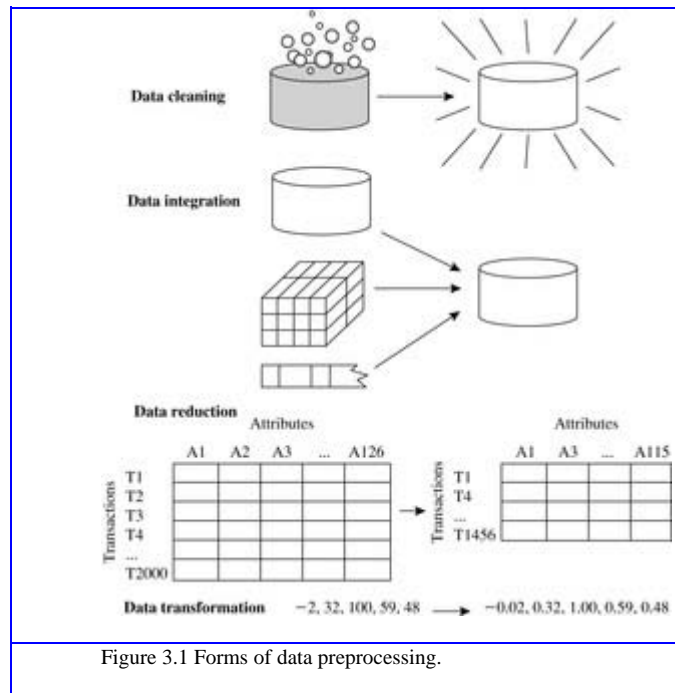 Data cleaning
Data integration
Data reduction
Attributes
A1 A2 A3 ... A126
Transactions
T1
T2
T3
T4
...
T2000
Attributes
A1 A3 ... A115
Transactions
T1
T4
...
T1456
Data transformation −2, 32, 100, 59, 48 −0.02, 0.32, 1.00, 0.59, 0.48
Figure 3.1 Forms of data preprocessing.